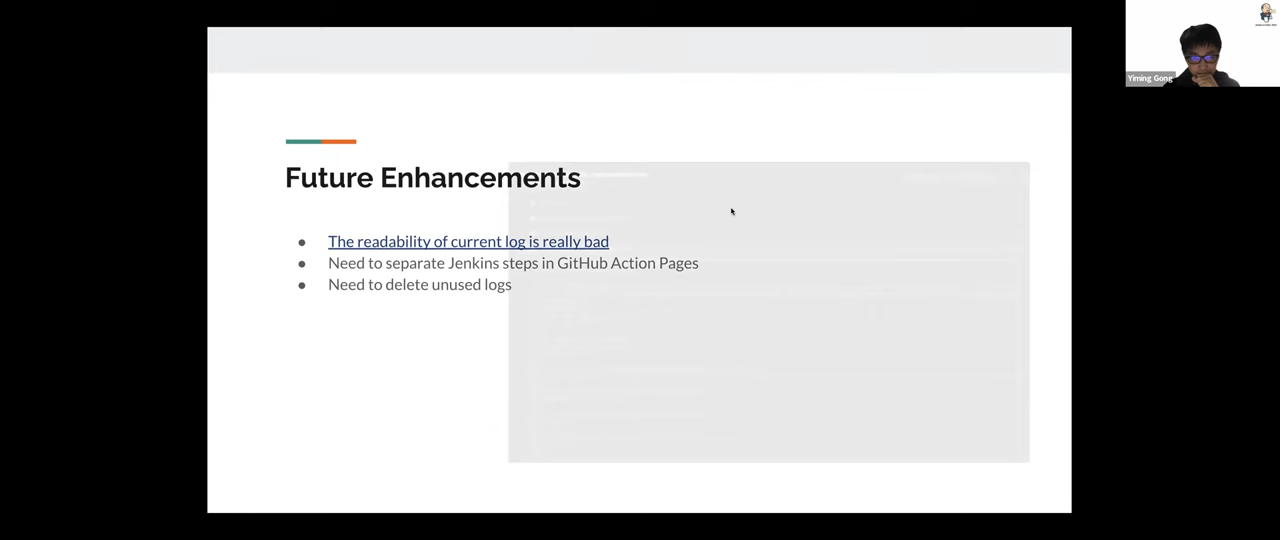 Yiming Gong
Future Enhancements
The readability of current log is really bad
Need to separate Jenkins steps in GitHub Action Pages
Need to delete unused logs